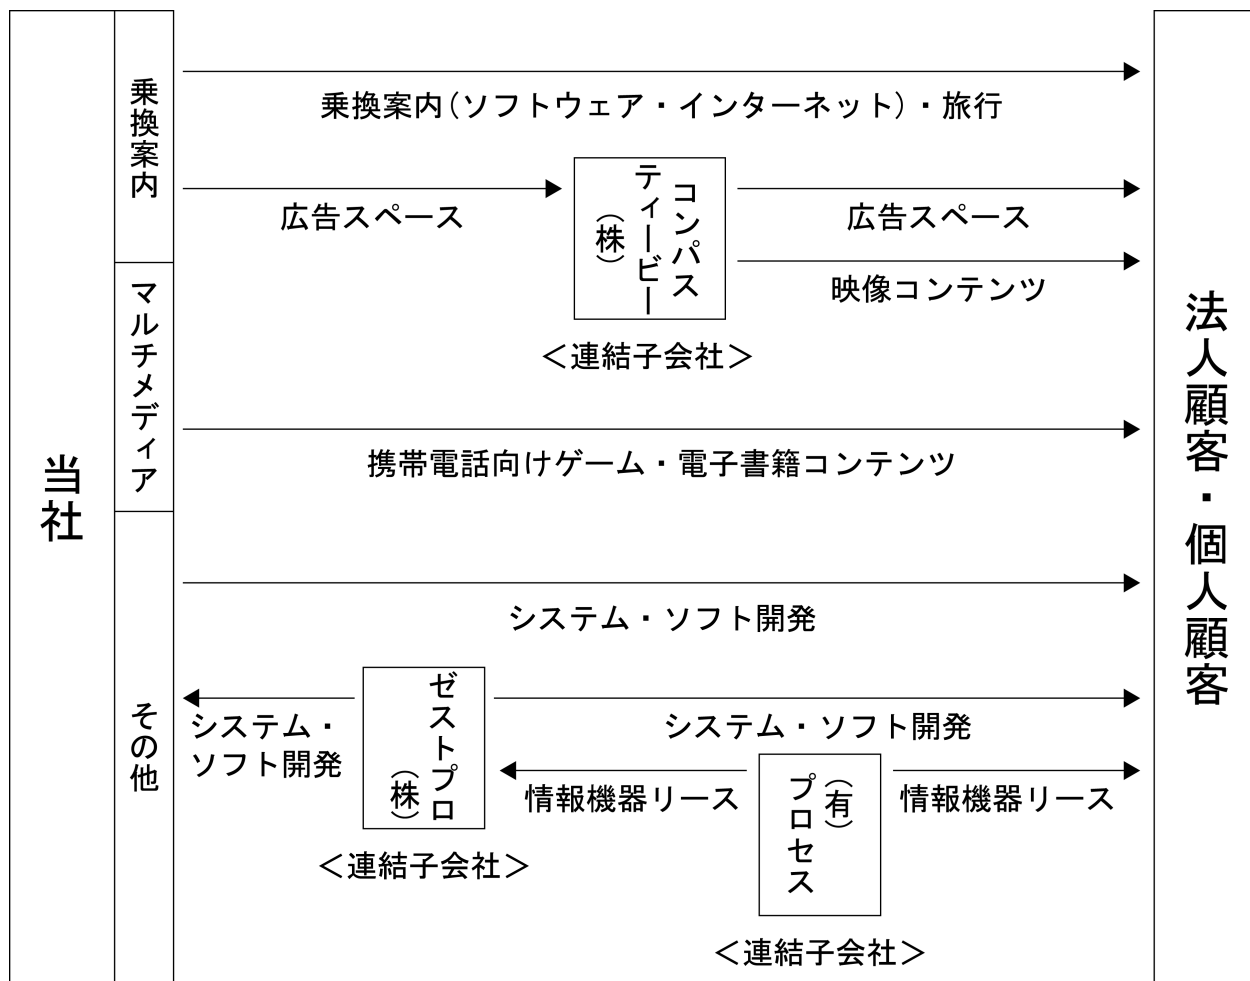 当社
乗換案内
乗換案内（ソフトウェア・インターネット）・旅行
広告スペース
コンパス
ティービー
（株）
＜連結子会社＞
広告スペース
映像コンテンツ
マルチメディア
携帯電話向けゲーム・電子書籍コンテンツ
その他
システム・ソフト開発
システム・
ソフト開発
ゼストプロ
（株）
＜連結子会社＞
システム・ソフト開発
情報機器リース
（有）
プロセス
＜連結子会社＞
情報機器リース
法人顧客・個人顧客